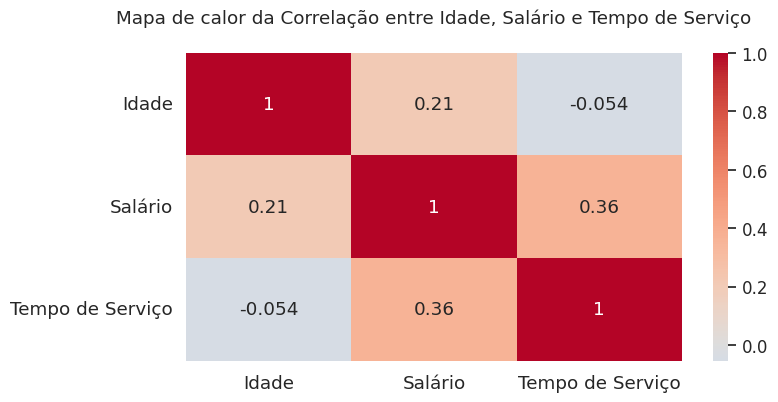 Mapa de calor da Correlação entre Idade, Salário e Tempo de Serviço
Idade 1 0.21 -0.054
Salário 0.21 1 0.36
Tempo de Serviço -0.054 0.36 1
Idade Salário Tempo de Serviço
1.0
0.8
0.6
0.4
0.2
0.0